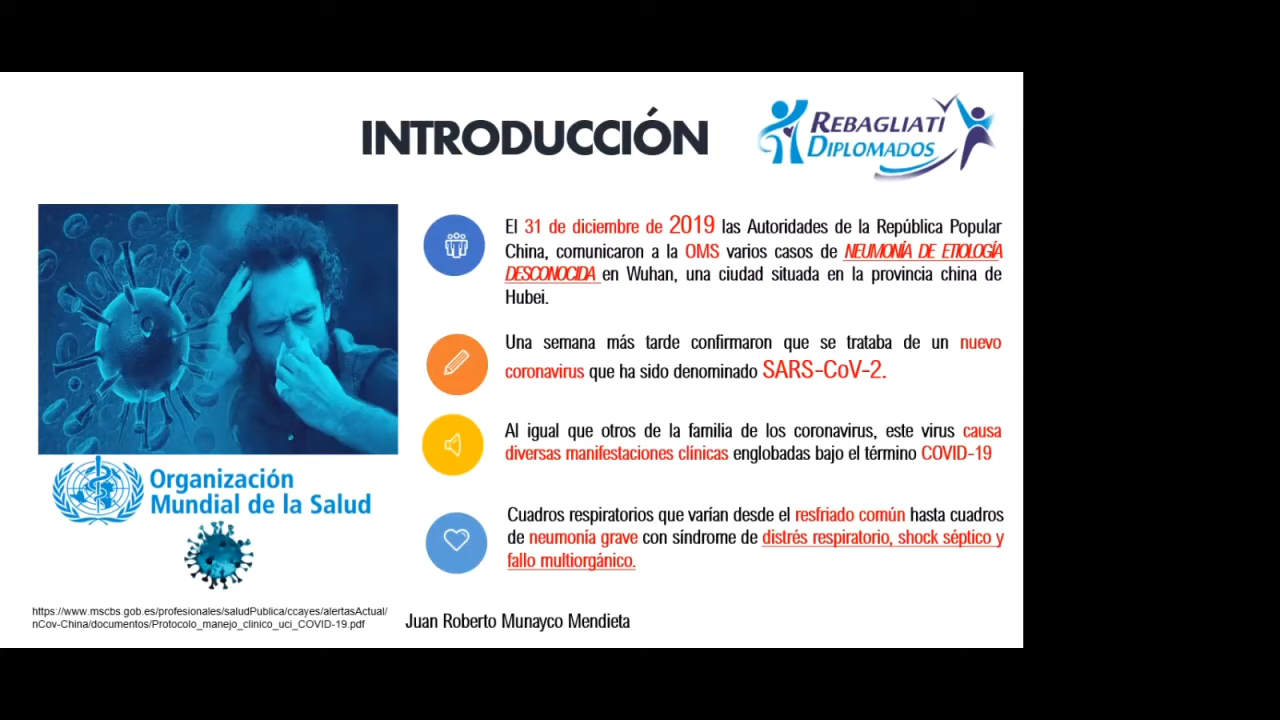 INTRODUCCIÓN
REBAGLIATI
DIPLOMADOS
El 31 de diciembre de 2019 las Autoridades de la República Popular
China, comunicaron a la OMS varios casos de NEUMONÍA DE ETIOLOGÍA
DESCONOCIDA en Wuhan, una ciudad situada en la provincia china de
Hubei.
Una semana más tarde confirmaron que se trataba de un nuevo
coronavirus que ha sido denominado SARS-CoV-2.
Al igual que otros de la familia de los coronavirus, este virus causa
diversas manifestaciones clínicas englobadas bajo el término COVID-19
Cuadros respiratorios que varían desde el resfriado común hasta cuadros
de neumonía grave con síndrome de distrés respiratorio, shock séptico y
fallo multiorgánico.
Organización
Mundial de la Salud
https://www.mscbs.gob.es/profesionales/saludPublica/ccayes/alertasActual/
nCov-China/documentos/Protocolo_manejo_clinico_uci_COVID-19.pdf
Juan Roberto Munayco Mendieta